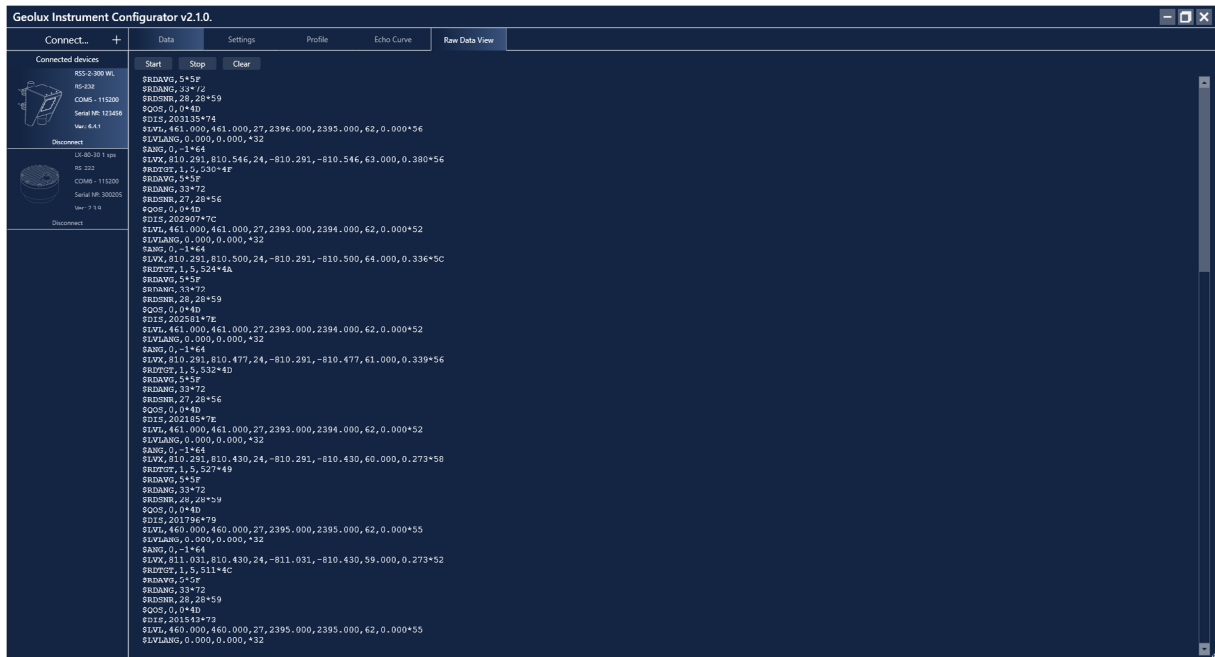 Geolux Instrument Configurator v2.1.0.
Connect... +
Data Settings Profile Echo Curve Raw Data View
Connected devices
RSS-2-300 WL
RS-232
COM5 - 115200
Serial №: 123456
Ver.: 6.4.1
Disconnect
LX-80-30 1 sps
RS-232
COM6 - 115200
Serial №: 300205
Ver.: 2.3.9
Disconnect
Start Stop Clear
$RDAVG,5*5F
$RDANG,33*72
$RDSNR,28,28*59
$QOS,0,0*4D
$DIS,203135*74
$LVL,461.000,461.000,27,2396.000,2395.000,62,0.000*56
$LVLANG,0.000,0.000,*32
$ANG,0,-1*64
$LVX,810.291,810.546,24,-810.291,-810.546,63.000,0.380*56
$RDTGT,1,5,530*4F
$RDAVG,5*5F
$RDANG,33*72
$RDSNR,27,28*56
$QOS,0,0*4D
$DIS,202907*7C
$LVL,461.000,461.000,27,2393.000,2394.000,62,0.000*52
$LVLANG,0.000,0.000,*32
$ANG,0,-1*64
$LVX,810.291,810.500,24,-810.291,-810.500,64.000,0.336*5C
$RDTGT,1,5,524*4A
$RDAVG,5*5F
$RDANG,33*72
$RDSNR,28,28*59
$QOS,0,0*4D
$DIS,202581*7E
$LVL,461.000,461.000,27,2393.000,2394.000,62,0.000*52
$LVLANG,0.000,0.000,*32
$ANG,0,-1*64
$LVX,810.291,810.477,24,-810.291,-810.477,61.000,0.339*56
$RDTGT,1,5,532*4D
$RDAVG,5*5F
$RDANG,33*72
$RDSNR,27,28*56
$QOS,0,0*4D
$DIS,202185*7E
$LVL,461.000,461.000,27,2393.000,2394.000,62,0.000*52
$LVLANG,0.000,0.000,*32
$ANG,0,-1*64
$LVX,810.291,810.430,24,-810.291,-810.430,60.000,0.273*58
$RDTGT,1,5,527*49
$RDAVG,5*5F
$RDANG,33*72
$RDSNR,28,28*59
$QOS,0,0*4D
$DIS,201796*79
$LVL,460.000,460.000,27,2395.000,2395.000,62,0.000*55
$LVLANG,0.000,0.000,*32
$ANG,0,-1*64
$LVX,811.031,810.430,24,-811.031,-810.430,59.000,0.273*52
$RDTGT,1,5,511*4C
$RDAVG,5*5F
$RDANG,33*72
$RDSNR,28,28*59
$QOS,0,0*4D
$DIS,201543*73
$LVL,460.000,460.000,27,2395.000,2395.000,62,0.000*55
$LVLANG,0.000,0.000,*32